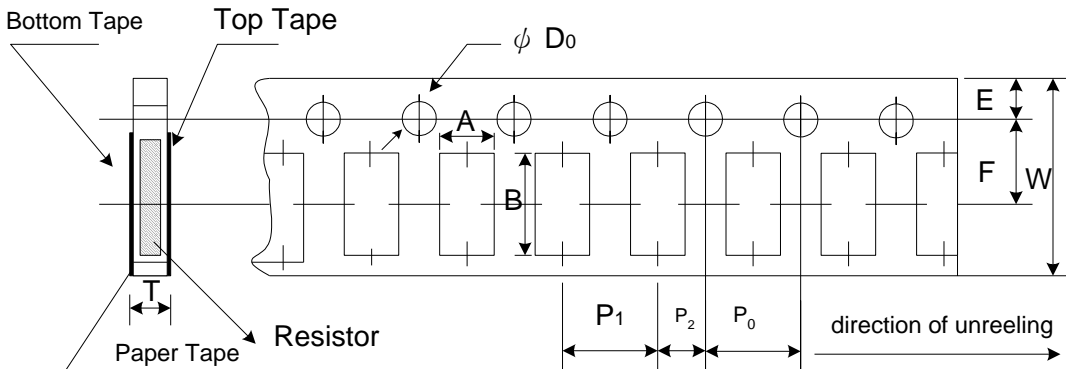 Bottom Tape
Top Tape
ϕ D0
E
A
F
W
B
T
P1
P2
P0
Resistor
direction of unreeling
Paper Tape